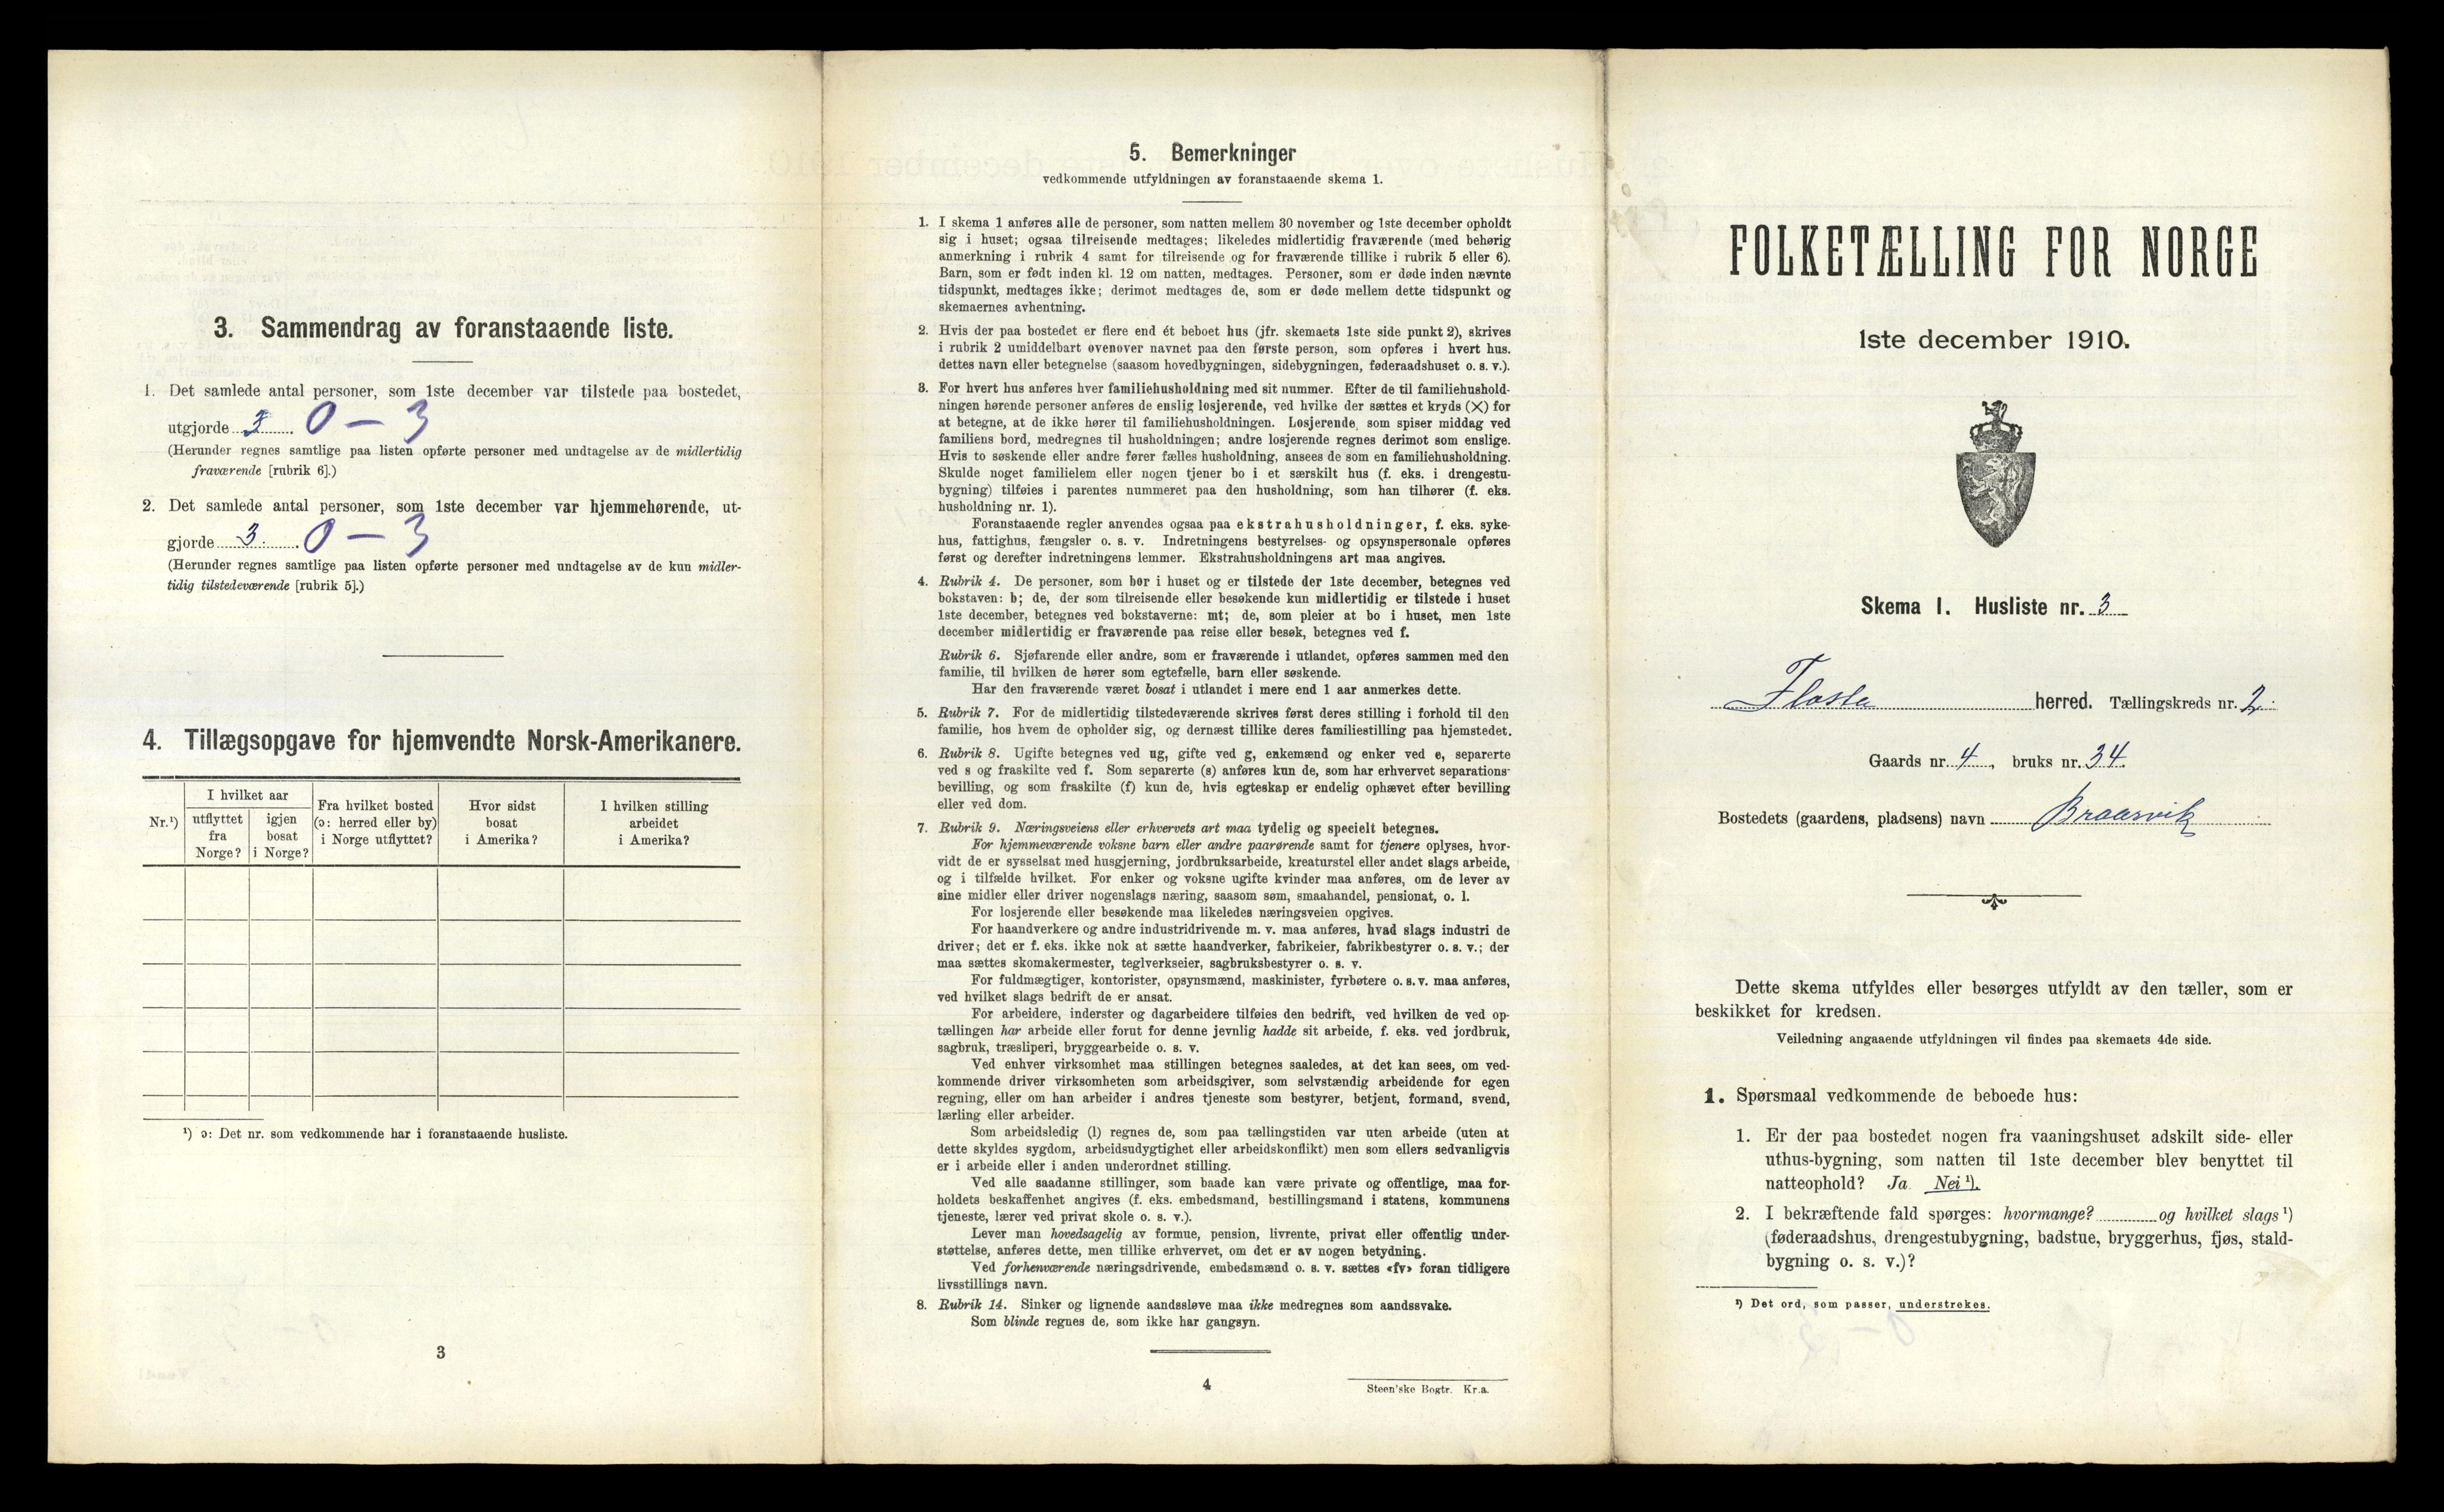 3. Sammendrag av foranstaaende liste.
1. Det samlede antal personer, som 1ste december var tilstede paa bostedet,
utgjorde 3. 0 – 3
(Herunder regnes samtlige paa listen opførte personer med undtagelse av de midlertidig
fraværende [rubrik 6].)
2. Det samlede antal personer, som 1ste december var hjemmehørende, ut-
gjorde 3. 0 – 3
(Herunder regnes samtlige paa listen opførte personer med undtagelse av de kun midler-
tidig tilstedeværende [rubrik 5].)
4. Tillægsopgave for hjemvendte Norsk-Amerikanere.
Nr.¹)
I hvilket aar
utflyttet
fra
Norge?
igjen
bosat
i Norge?
Fra hvilket bosted
(ɔ: herred eller by)
i Norge utflyttet?
Hvor sidst
bosat
i Amerika?
I hvilken stilling
arbeidet
i Amerika?
¹) ɔ: Det nr. som vedkommende har i foranstaaende husliste.
3
5. Bemerkninger
vedkommende utfyldningen av foranstaaende skema 1.
1. I skema 1 anføres alle de personer, som natten mellem 30 november og 1ste december opholdt
sig i huset; ogsaa tilreisende medtages; likeledes midlertidig fraværende (med behørig
anmerkning i rubrik 4 samt for tilreisende og for fraværende tillike i rubrik 5 eller 6).
Barn, som er født inden kl. 12 om natten, medtages. Personer, som er døde inden nævnte
tidspunkt, medtages ikke; derimot medtages de, som er døde mellem dette tidspunkt og
skemaernes avhentning.
2. Hvis der paa bostedet er flere end ét beboet hus (jfr. skemaets 1ste side punkt 2), skrives
i rubrik 2 umiddelbart ovenover navnet paa den første person, som opføres i hvert hus.
dettes navn eller betegnelse (saasom hovedbygningen, sidebygningen, føderaadshuset o. s. v.).
3. For hvert hus anføres hver familiehusholdning med sit nummer. Efter de til familiehushold-
ningen hørende personer anføres de enslig losjerende, ved hvilke der sættes et kryds (✕) for
at betegne, at de ikke hører til familiehusholdningen. Losjerende, som spiser middag ved
familiens bord, medregnes til husholdningen; andre losjerende regnes derimot som enslige.
Hvis to søskende eller andre fører fælles husholdning, ansees de som en familiehusholdning.
Skulde noget familielem eller nogen tjener bo i et særskilt hus (f. eks. i drengestu-
bygning) tilføies i parentes nummeret paa den husholdning, som han tilhører (f. eks.
husholdning nr. 1).
Foranstaaende regler anvendes ogsaa paa ekstrahusholdninger, f. eks. syke-
hus, fattighus, fængsler o. s. v. Indretningens bestyrelses- og opsynspersonale opføres
først og derefter indretningens lemmer. Ekstrahusholdningens art maa angives.
4. Rubrik 4. De personer, som bor i huset og er tilstede der 1ste december, betegnes ved
bokstaven: b; de, der som tilreisende eller besøkende kun midlertidig er tilstede i huset
1ste december, betegnes ved bokstaverne: mt; de, som pleier at bo i huset, men 1ste
december midlertidig er fraværende paa reise eller besøk, betegnes ved f.
Rubrik 6. Sjøfarende eller andre, som er fraværende i utlandet, opføres sammen med den
familie, til hvilken de hører som egtefælle, barn eller søskende.
Har den fraværende været bosat i utlandet i mere end 1 aar anmerkes dette.
5. Rubrik 7. For de midlertidig tilstedeværende skrives først deres stilling i forhold til den
familie, hos hvem de opholder sig, og dernæst tillike deres familiestilling paa hjemstedet.
6. Rubrik 8. Ugifte betegnes ved ug, gifte ved g, enkemænd og enker ved e, separerte
ved s og fraskilte ved f. Som separerte (s) anføres kun de, som har erhvervet separations-
bevilling, og som fraskilte (f) kun de, hvis egteskap er endelig ophævet efter bevilling
eller ved dom.
7. Rubrik 9. Næringsveiens eller erhvervets art maa tydelig og specielt betegnes.
For hjemmeværende voksne barn eller andre paarørende samt for tjenere oplyses, hvor-
vidt de er sysselsat med husgjerning, jordbruksarbeide, kreaturstel eller andet slags arbeide,
og i tilfælde hvilket. For enker og voksne ugifte kvinder maa anføres, om de lever av
sine midler eller driver nogenslags næring, saasom søm, smaahandel, pensionat, o. l.
For losjerende eller besøkende maa likeledes næringsveien opgives.
For haandverkere og andre industridrivende m. v. maa anføres, hvad slags industri de
driver; det er f. eks. ikke nok at sætte haandverker, fabrikeier, fabrikbestyrer o. s. v.; der
maa sættes skomakermester, teglverkseier, sagbruksbestyrer o. s. v.
For fuldmægtiger, kontorister, opsynsmænd, maskinister, fyrbøtere o. s. v. maa anføres,
ved hvilket slags bedrift de er ansat.
For arbeidere, inderster og dagarbeidere tilføies den bedrift, ved hvilken de ved op-
tællingen har arbeide eller forut for denne jevnlig hadde sit arbeide, f. eks. ved jordbruk,
sagbruk, træsliperi, bryggearbeide o. s. v.
Ved enhver virksomhet maa stillingen betegnes saaledes, at det kan sees, om ved-
kommende driver virksomheten som arbeidsgiver, som selvstændig arbeidende for egen
regning, eller om han arbeider i andres tjeneste som bestyrer, betjent, formand, svend,
lærling eller arbeider.
Som arbeidsledig (l) regnes de, som paa tællingstiden var uten arbeide (uten at
dette skyldes sygdom, arbeidsudygtighet eller arbeidskonflikt) men som ellers sedvanligvis
er i arbeide eller i anden underordnet stilling.
Ved alle saadanne stillinger, som baade kan være private og offentlige, maa for-
holdets beskaffenhet angives (f. eks. embedsmand, bestillingsmand i statens, kommunens
tjeneste, lærer ved privat skole o. s. v.).
Lever man hovedsagelig av formue, pension, livrente, privat eller offentlig under-
støttelse, anføres dette, men tillike erhvervet, om det er av nogen betydning.
Ved forhenværende næringsdrivende, embedsmænd o. s. v. sættes «fv» foran tidligere
livsstillings navn.
8. Rubrik 14. Sinker og lignende aandssløve maa ikke medregnes som aandssvake.
Som blinde regnes de, som ikke har gangsyn.
4
Steen'ske Bogtr. Kr.a.
FOLKETÆLLING FOR NORGE
1ste december 1910.
Skema I. Husliste nr. 3
Flosta herred. Tællingskreds nr. 2.
Gaards nr. 4, bruks nr. 34.
Bostedets (gaardens, pladsens) navn Braasvik
Dette skema utfyldes eller besørges utfyldt av den tæller, som er
beskikket for kredsen.
Veiledning angaaende utfyldningen vil findes paa skemaets 4de side.
1. Spørsmaal vedkommende de beboede hus:
1. Er der paa bostedet nogen fra vaaningshuset adskilt side- eller
uthus-bygning, som natten til 1ste december blev benyttet til
natteophold? Ja Nei ¹).
2. I bekræftende fald spørges: hvormange? og hvilket slags ¹)
(føderaadshus, drengestubygning, badstue, bryggerhus, fjøs, stald-
bygning o. s. v.)?
¹) Det ord, som passer, understrekes.